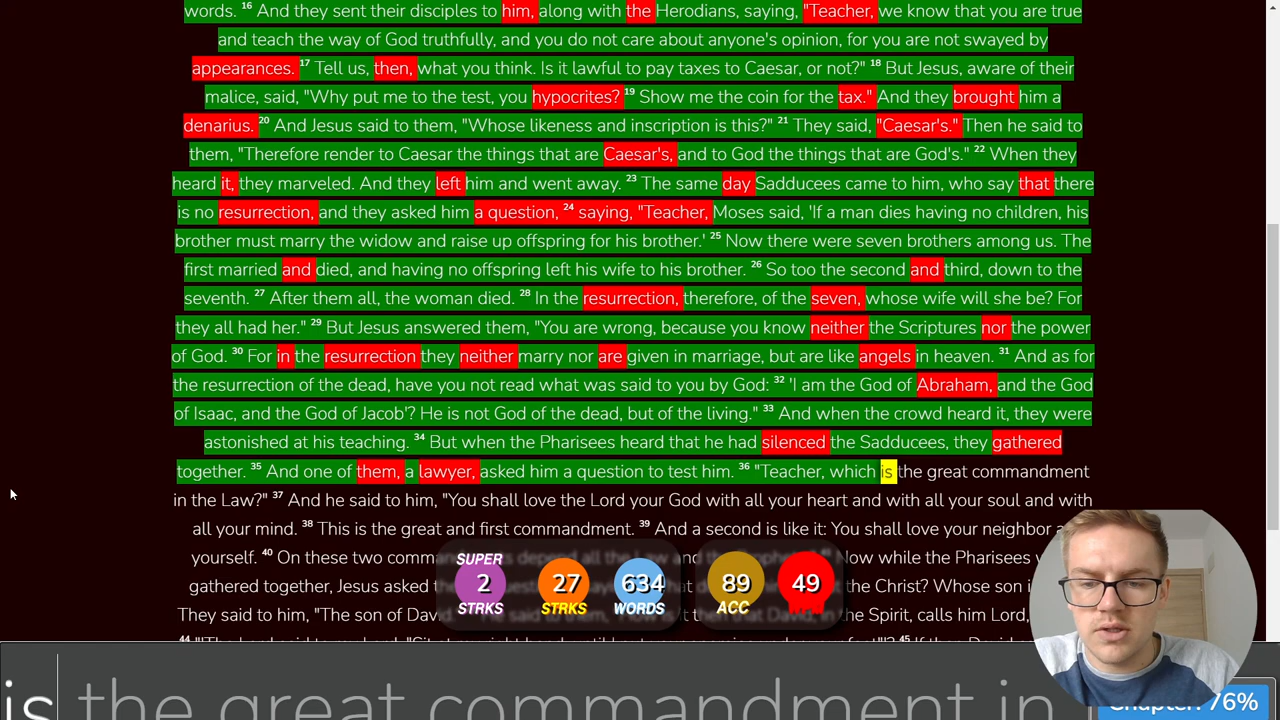 words. 16 And they sent their disciples to him, along with the Herodians, saying, "Teacher, we know that you are true
and teach the way of God truthfully, and you do not care about anyone's opinion, for you are not swayed by
appearances. 17 Tell us, then, what you think. Is it lawful to pay taxes to Caesar, or not?" 18 But Jesus, aware of their
malice, said, "Why put me to the test, you hypocrites? 19 Show me the coin for the tax." And they brought him a
denarius. 20 And Jesus said to them, "Whose likeness and inscription is this?" 21 They said, "Caesar's." Then he said to
them, "Therefore render to Caesar the things that are Caesar's, and to God the things that are God's." 22 When they
heard it, they marveled. And they left him and went away. 23 The same day Sadducees came to him, who say that there
is no resurrection, and they asked him a question, 24 saying, "Teacher, Moses said, 'If a man dies having no children, his
brother must marry the widow and raise up offspring for his brother.' 25 Now there were seven brothers among us. The
first married and died, and having no offspring left his wife to his brother. 26 So too the second and third, down to the
seventh. 27 After them all, the woman died. 28 In the resurrection, therefore, of the seven, whose wife will she be? For
they all had her." 29 But Jesus answered them, "You are wrong, because you know neither the Scriptures nor the power
of God. 30 For in the resurrection they neither marry nor are given in marriage, but are like angels in heaven. 31 And as for
the resurrection of the dead, have you not read what was said to you by God: 32 'I am the God of Abraham, and the God
of Isaac, and the God of Jacob'? He is not God of the dead, but of the living." 33 And when the crowd heard it, they were
astonished at his teaching. 34 But when the Pharisees heard that he had silenced the Sadducees, they gathered
together. 35 And one of them, a lawyer, asked him a question to test him. 36 "Teacher, which is the great commandment
in the Law?" 37 And he said to him, "You shall love the Lord your God with all your heart and with all your soul and with
all your mind. 38 This is the great and first commandment. 39 And a second is like it: You shall love your neighbor
yourself. 40 On these two Now while the Pharisees
gathered together, Jesus asked the Christ? Whose son
They said to him, "The son of David in the Spirit, calls him Lord,
SUPER
2 27 634 89 49
STRKS STRKS WORDS ACC
is the great commandment in
Chapter: 76%